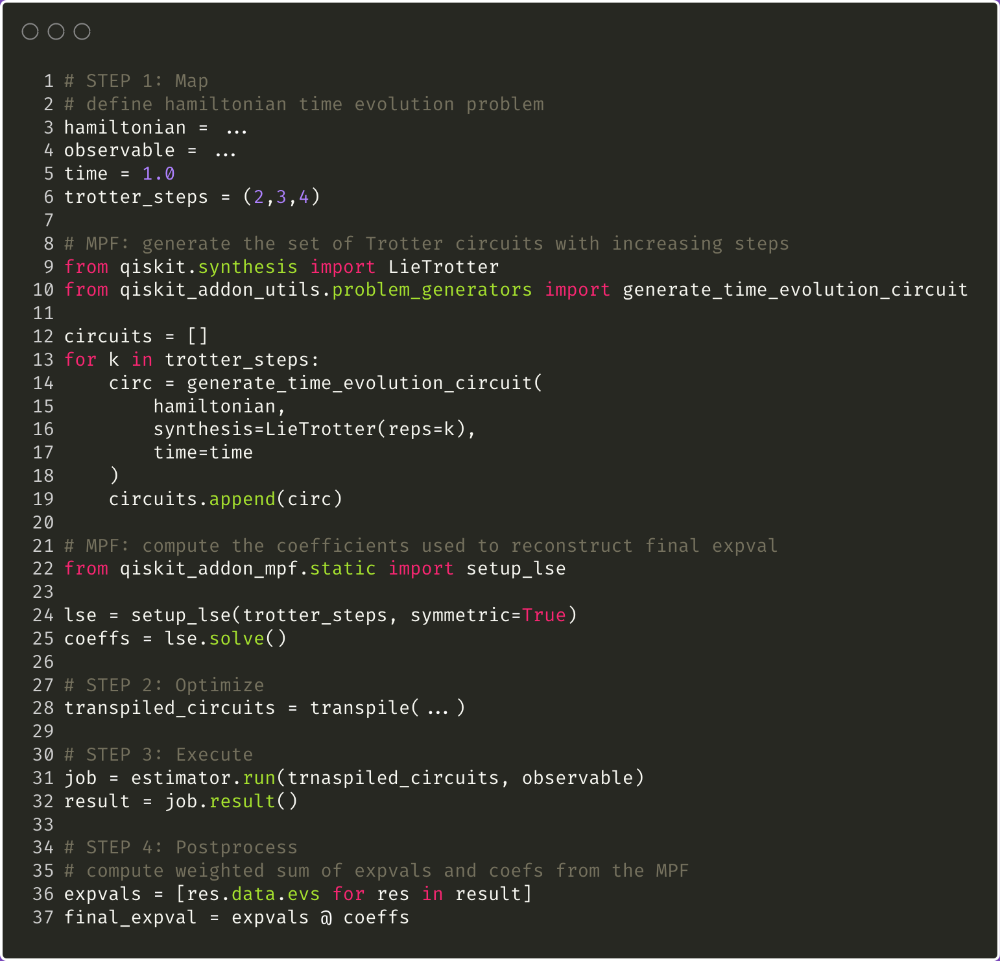 1 # STEP 1: Map
2 # define hamiltonian time evolution problem
3 hamiltonian = ...
4 observable = ...
5 time = 1.0
6 trotter_steps = (2,3,4)
7
8 # MPF: generate the set of Trotter circuits with increasing steps
9 from qiskit.synthesis import LieTrotter
10 from qiskit_addon_utils.problem_generators import generate_time_evolution_circuit
11
12 circuits = []
13 for k in trotter_steps:
14     circ = generate_time_evolution_circuit(
15         hamiltonian,
16         synthesis=LieTrotter(reps=k),
17         time=time
18     )
19     circuits.append(circ)
20
21 # MPF: compute the coefficients used to reconstruct final expval
22 from qiskit_addon_mpf.static import setup_lse
23
24 lse = setup_lse(trotter_steps, symmetric=True)
25 coeffs = lse.solve()
26
27 # STEP 2: Optimize
28 transpiled_circuits = transpile(...)
29
30 # STEP 3: Execute
31 job = estimator.run(trnaspiled_circuits, observable)
32 result = job.result()
33
34 # STEP 4: Postprocess
35 # compute weighted sum of expvals and coefs from the MPF
36 expvals = [res.data.evs for res in result]
37 final_expval = expvals @ coeffs